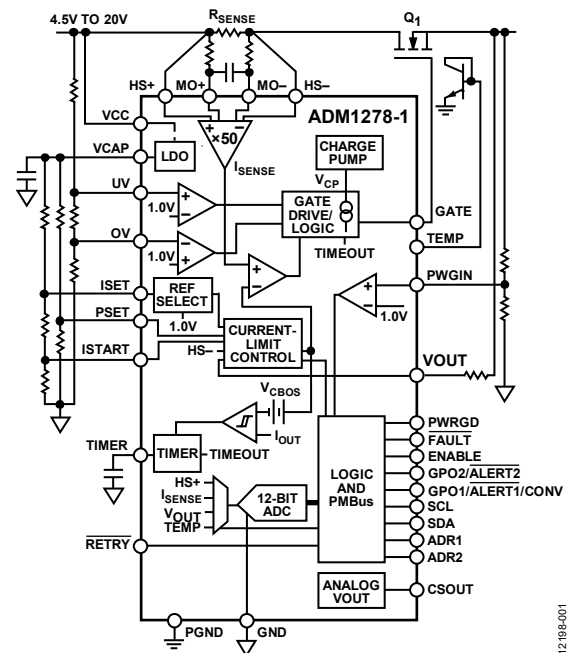 4.5V TO 20V
RSENSE
Q1
HS+
MO+
MO–
HS–
ADM1278-1
VCC
VCAP
LDO
+ –
×50
ISENSE
CHARGE
PUMP
VCP
UV
1.0V
+
–
GATE
DRIVE/
LOGIC
GATE
TEMP
OV
1.0V
–
+
TIMEOUT
+ –
PWGIN
+
–
1.0V
ISET
REF
SELECT
1.0V
PSET
ISTART
HS–
CURRENT-
LIMIT
CONTROL
VOUT
VCBOS
IOUT
TIMER
TIMER
TIMEOUT
LOGIC
AND
PMBus
PWRGD
FAULT
ENABLE
GPO2/ALERT2
GPO1/ALERT1/CONV
SCL
SDA
ADR1
ADR2
HS+
ISENSE
VOUT
TEMP
12-BIT
ADC
RETRY
ANALOG
VOUT
CSOUT
PGND
GND
12198-001